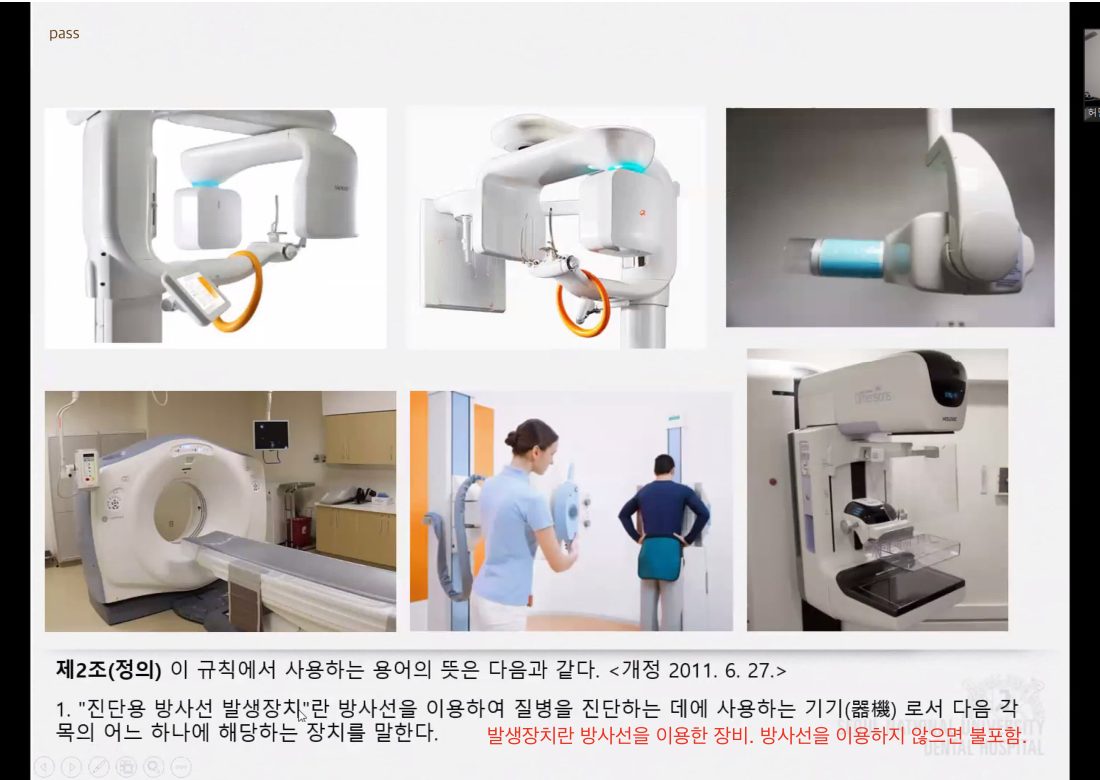 pass
제2조(정의) 이 규칙에서 사용하는 용어의 뜻은 다음과 같다. <개정 2011. 6. 27.>
1. "진단용 방사선 발생장치"란 방사선을 이용하여 질병을 진단하는 데에 사용하는 기기(器機) 로서 다음 각
목의 어느 하나에 해당하는 장치를 말한다.
발생장치란 방사선을 이용한 장비. 방사선을 이용하지 않으면 불포함.
SEOUL NATIONAL UNIVERSITY
DENTAL HOSPITAL